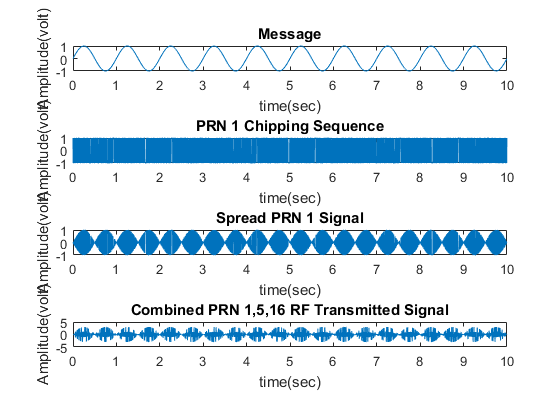 Message
Amplitude(volt)
1
0
-1
0 1 2 3 4 5 6 7 8 9 10
time(sec)
PRN 1 Chipping Sequence
Amplitude(volt)
1
0
-1
0 1 2 3 4 5 6 7 8 9 10
time(sec)
Spread PRN 1 Signal
Amplitude(volt)
1
0
-1
0 1 2 3 4 5 6 7 8 9 10
time(sec)
Combined PRN 1,5,16 RF Transmitted Signal
Amplitude(volt)
5
0
-5
0 1 2 3 4 5 6 7 8 9 10
time(sec)